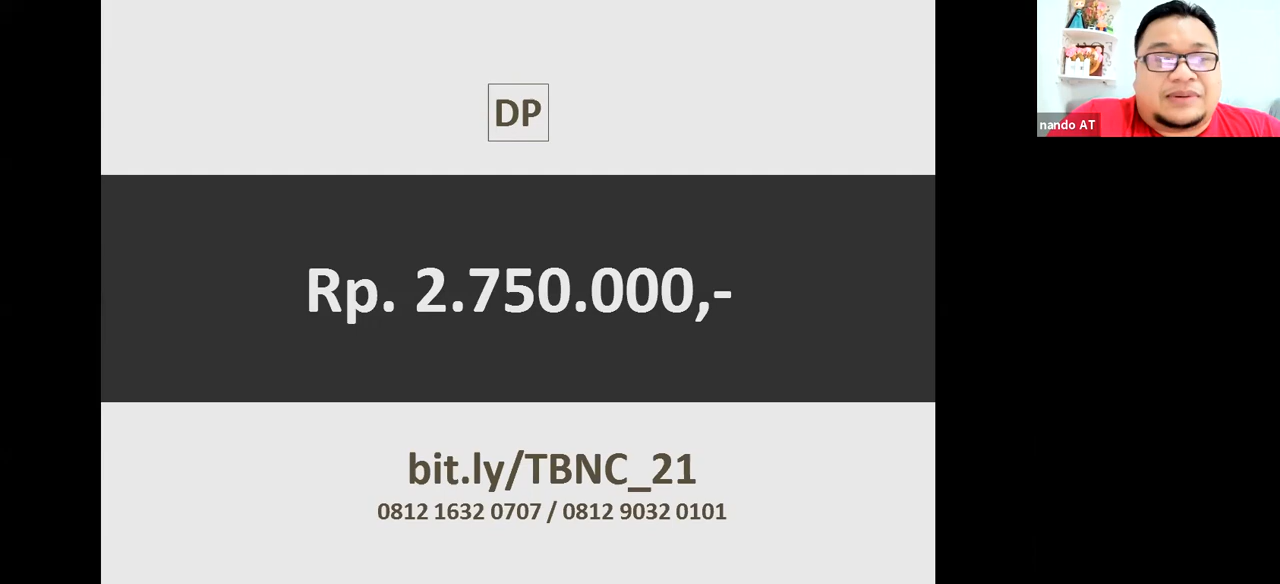 DP
Rp. 2.750.000,-
bit.ly/TBNC_21
0812 1632 0707 / 0812 9032 0101
nando AT